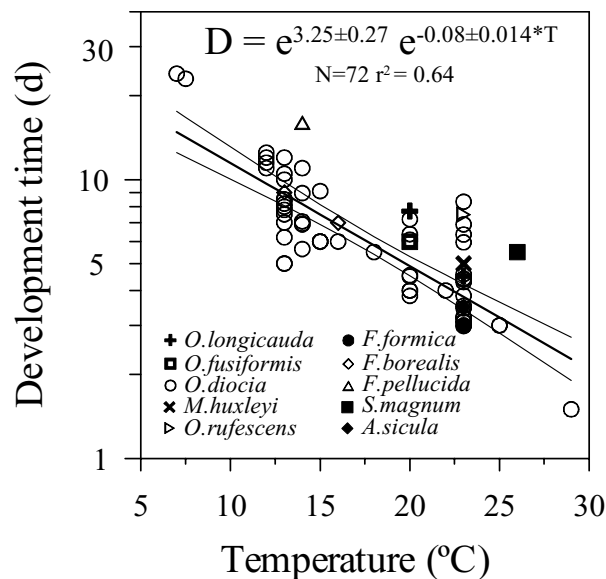 D = e^3.25±0.27 e^-0.08±0.014*T
N=72 r² = 0.64
Development time (d)
30
10
5
1
O.longicauda
F.formica
O.fusiformis
F.borealis
O.diocia
F.pellucida
M.huxleyi
S.magnum
O.rufescens
A.sicula
5 10 15 20 25 30
Temperature (ºC)